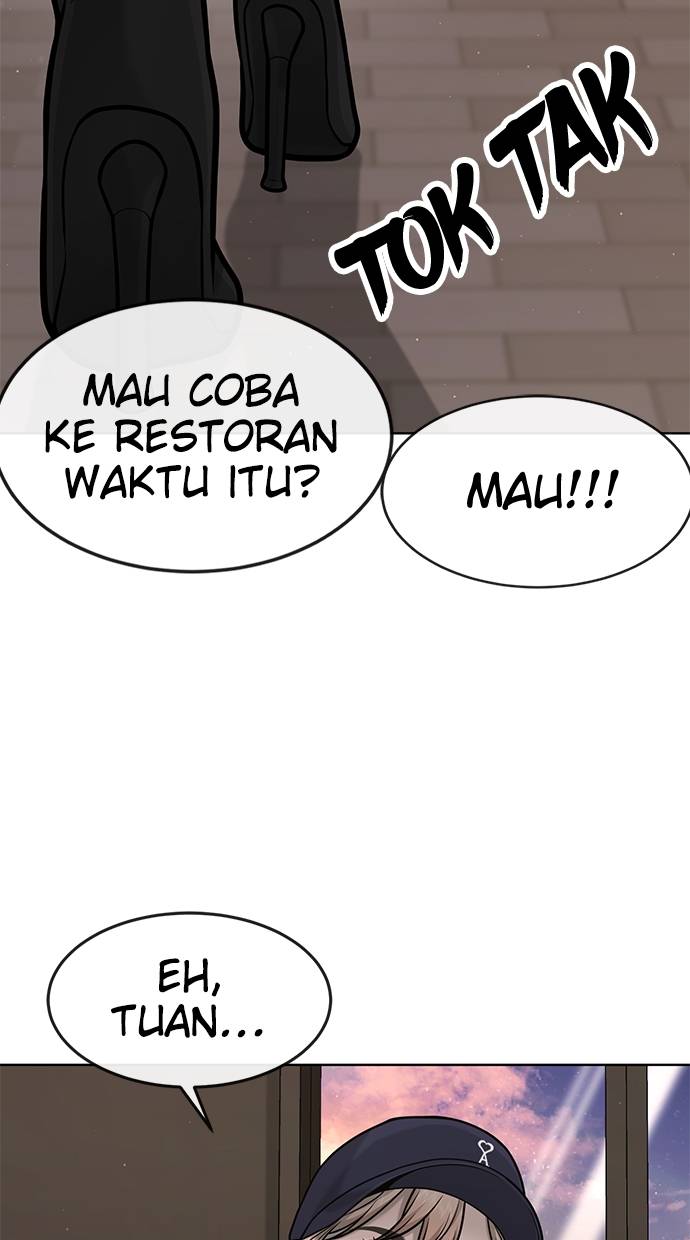 TOK TAK
MAU COBA
KE RESTORAN
WAKTU ITU?
MAU!!!
EH,
TUAN...
A